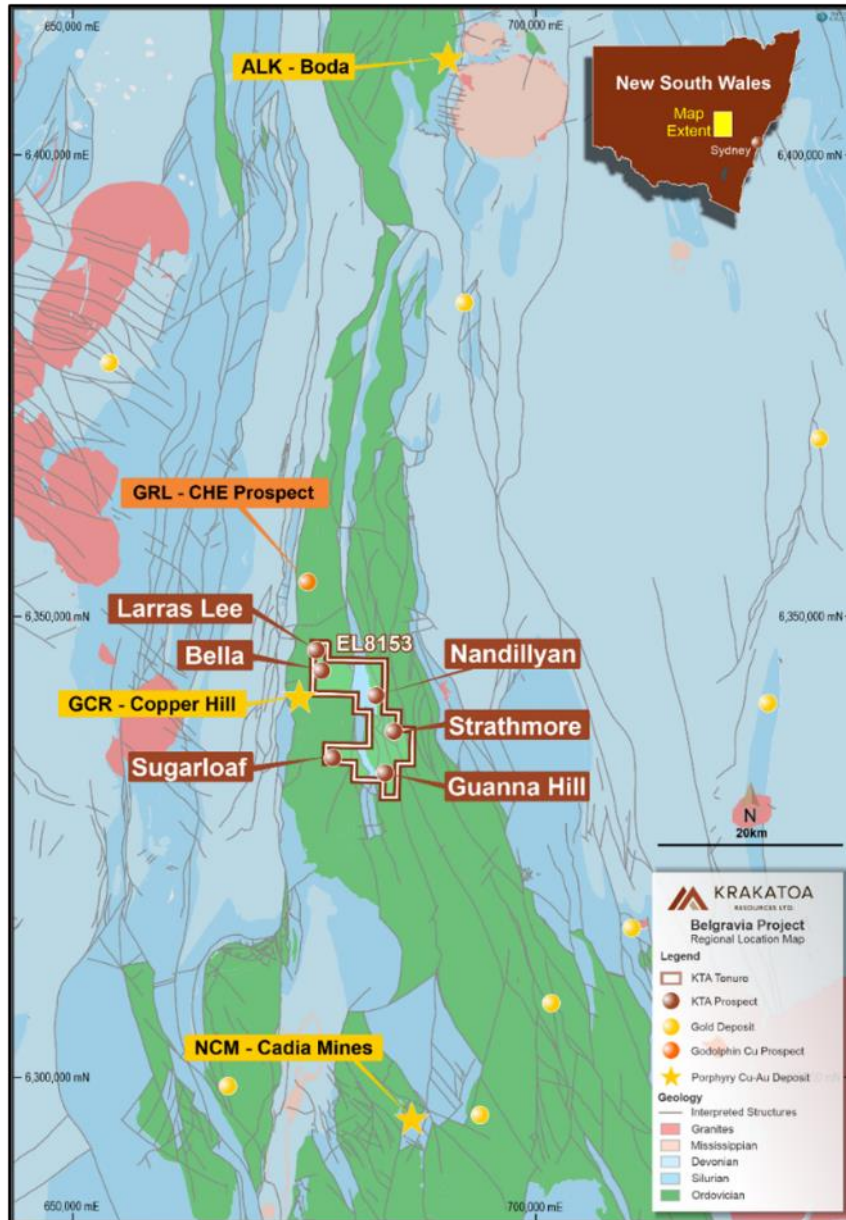 650,000 mE
700,000 mE
ALK - Boda
New South Wales
Map
Extent
Sydney
6,400,000 mE
6,400,000 mN
GRL - CHE Prospect
6,350,000 mN
6,350,000 mN
Larras Lee
EL8153
Bella
Nandillyan
GCR - Copper Hill
Strathmore
Sugarloaf
Guanna Hill
N
20km
KRAKATOA
RESOURCES LTD.
Belgravia Project
Regional Location Map
Legend
KTA Tenure
KTA Prospect
Gold Deposit
Godolphin Cu Prospect
Porphyry Cu-Au Deposit
Geology
Interpreted Structures
Granites
Mississippian
Devonian
Silurian
Ordovician
NCM - Cadia Mines
6,300,000 mN
650,000 mE
700,000 mE